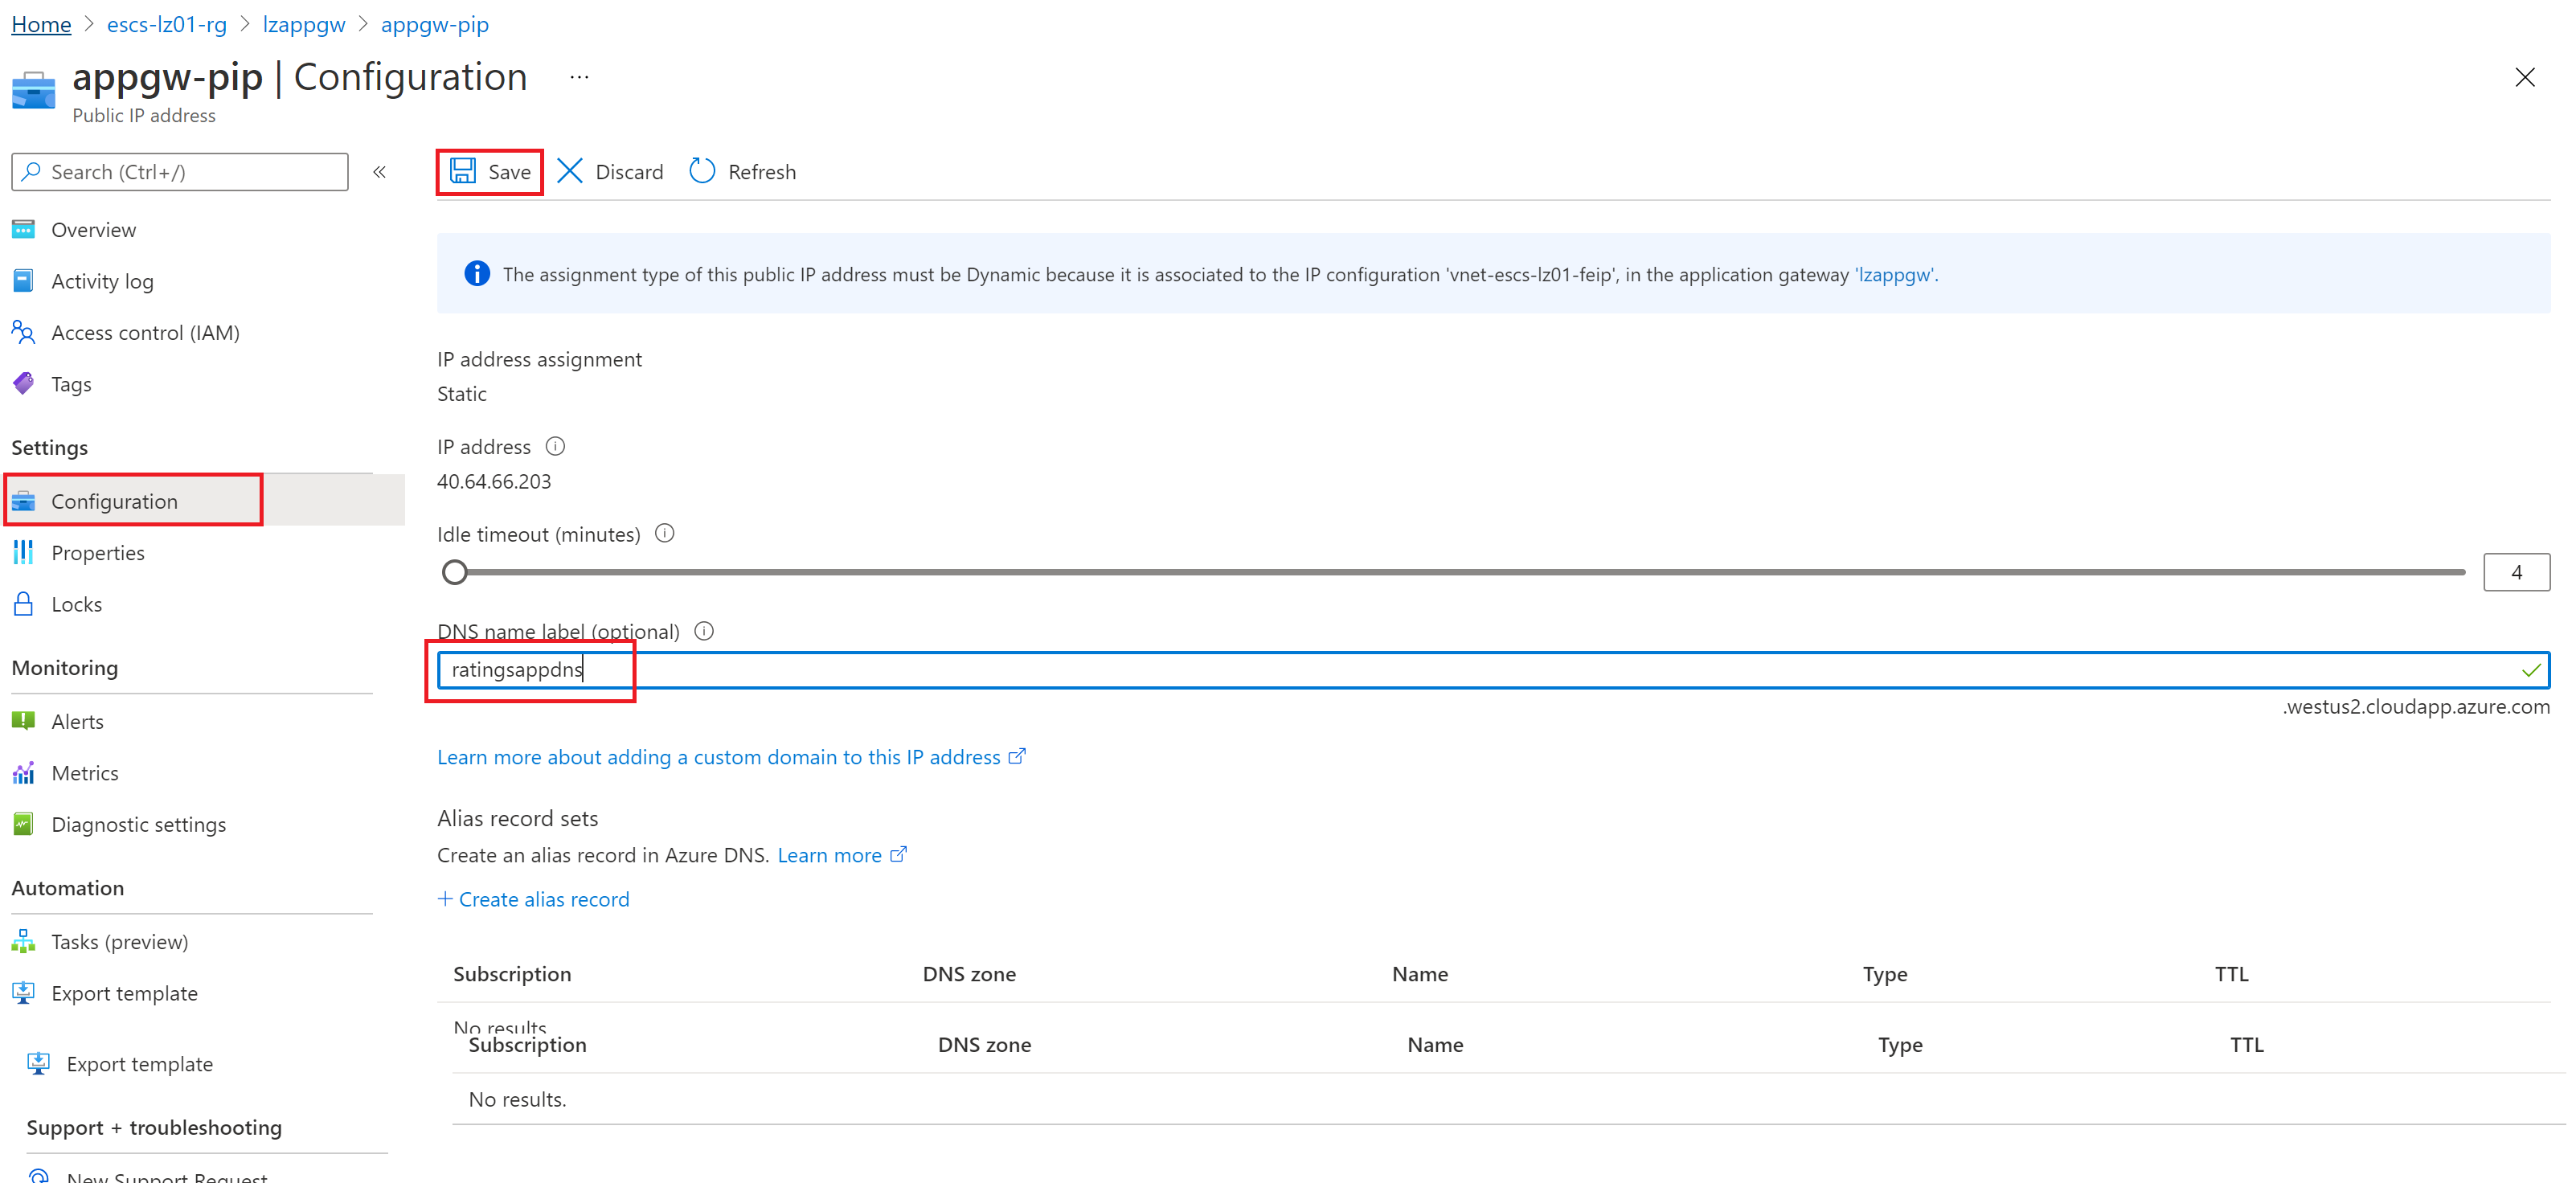 Home > escs-lz01-rg > lzappgw > appgw-pip
appgw-pip | Configuration ...
Public IP address
Search (Ctrl+/)
«
Overview
Activity log
Access control (IAM)
Tags
Settings
Configuration
Properties
Locks
Monitoring
Alerts
Metrics
Diagnostic settings
Automation
Tasks (preview)
Export template
Export template
Support + troubleshooting
New Support Request
Save Discard Refresh
The assignment type of this public IP address must be Dynamic because it is associated to the IP configuration 'vnet-escs-lz01-feip', in the application gateway 'lzappgw'.
IP address assignment
Static
IP address
40.64.66.203
Idle timeout (minutes)
4
DNS name label (optional)
ratingsappdns
.westus2.cloudapp.azure.com
Learn more about adding a custom domain to this IP address
Alias record sets
Create an alias record in Azure DNS. Learn more
+ Create alias record
Subscription DNS zone Name Type TTL
No results
Subscription DNS zone Name Type TTL
No results.